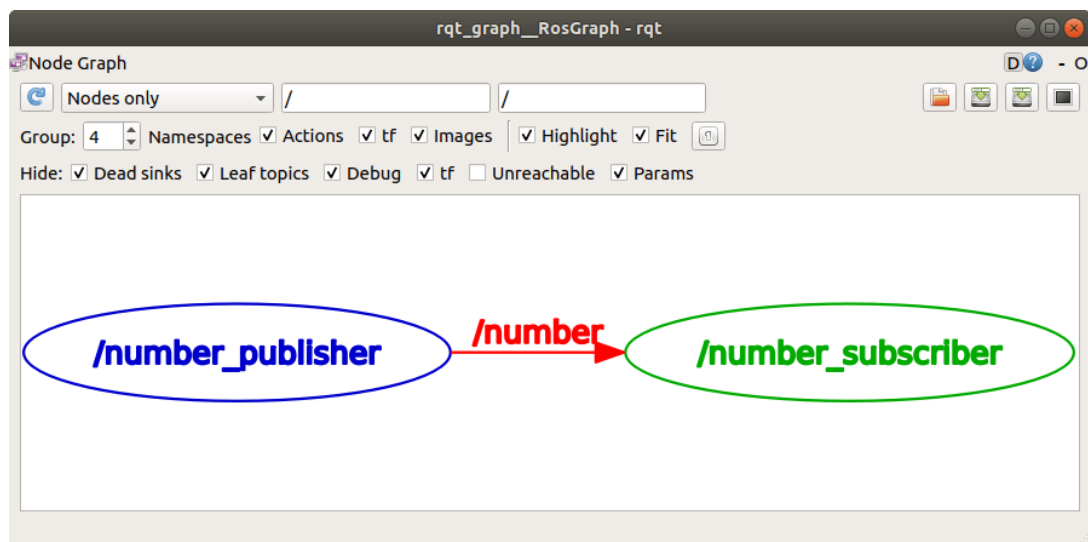 rqt_graph__RosGraph - rqt
Node Graph D - O
Nodes only / /
Group: 4 Namespaces Actions tf Images Highlight Fit
Hide: Dead sinks Leaf topics Debug tf Unreachable Params
/number
/number_publisher /number_subscriber